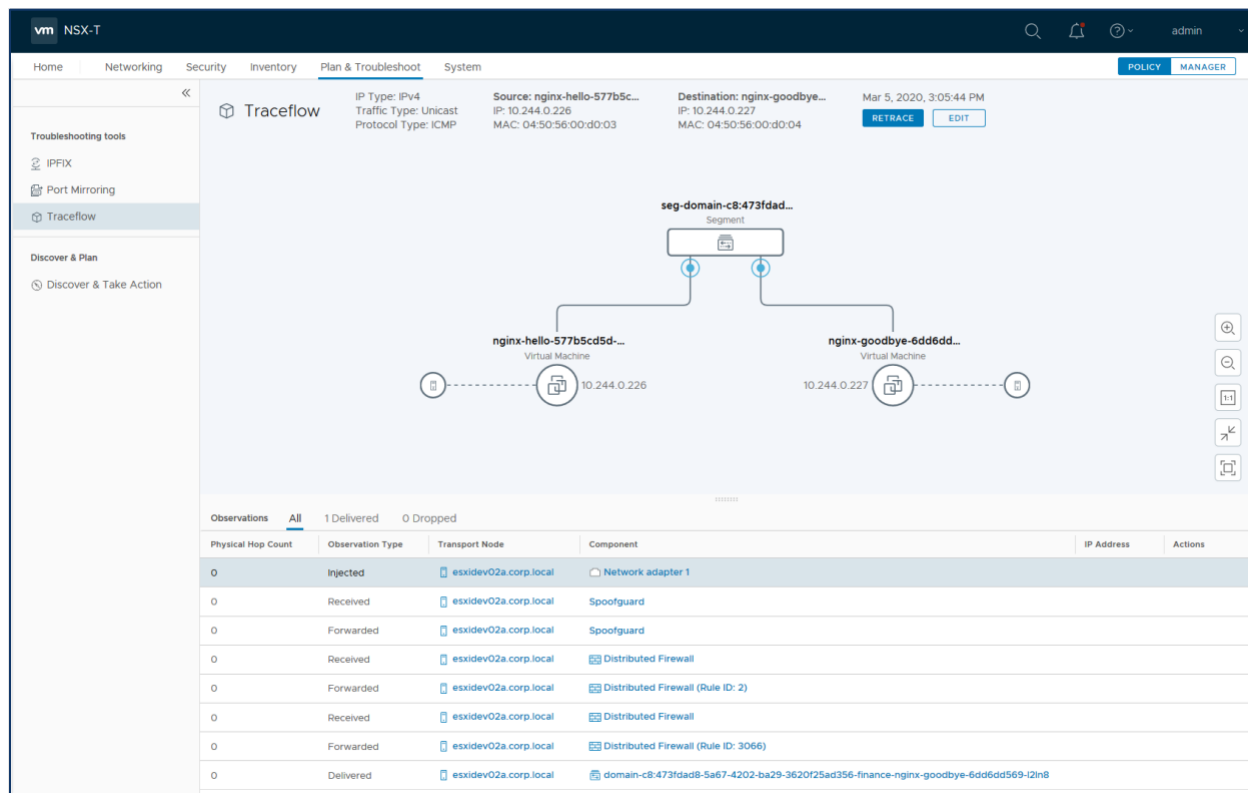 vm NSX-T admin
Home Networking Security Inventory Plan & Troubleshoot System POLICY MANAGER
Traceflow
IP Type: IPv4
Traffic Type: Unicast
Protocol Type: ICMP
Source: nginx-hello-577b5c...
IP: 10.244.0.226
MAC: 04:50:56:00:d0:03
Destination: nginx-goodbye...
IP: 10.244.0.227
MAC: 04:50:56:00:d0:04
Mar 5, 2020, 3:05:44 PM
RETRACE EDIT
Troubleshooting tools
IPFIX
Port Mirroring
Traceflow
Discover & Plan
Discover & Take Action
seg-domain-c8:473fdad...
Segment
nginx-hello-577b5cd5d-...
Virtual Machine
10.244.0.226
nginx-goodbye-6dd6dd...
Virtual Machine
10.244.0.227
1:1
Observations All 1 Delivered 0 Dropped
Physical Hop Count Observation Type Transport Node Component IP Address Actions
0 Injected esxidev02a.corp.local Network adapter 1
0 Received esxidev02a.corp.local Spoofguard
0 Forwarded esxidev02a.corp.local Spoofguard
0 Received esxidev02a.corp.local Distributed Firewall
0 Forwarded esxidev02a.corp.local Distributed Firewall (Rule ID: 2)
0 Received esxidev02a.corp.local Distributed Firewall
0 Forwarded esxidev02a.corp.local Distributed Firewall (Rule ID: 3066)
0 Delivered esxidev02a.corp.local domain-c8:473fdad8-5a67-4202-ba29-3620f25ad356-finance-nginx-goodbye-6dd6dd569-l2ln8